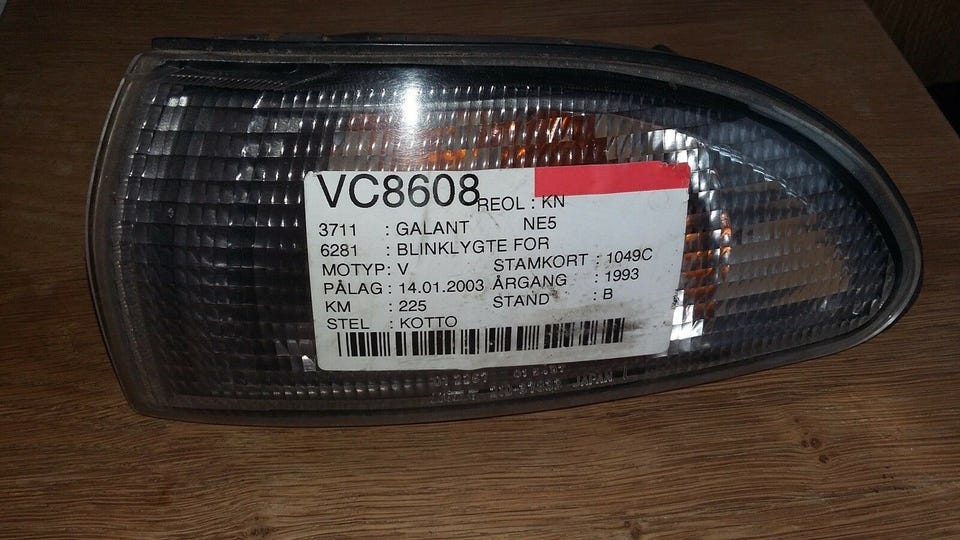 VC8608 REOL : KN
3711 : GALANT NE5
6281 : BLINKLYGTE FOR
MOTYP: V STAMKORT : 1049C
PÅLAG : 14.01.2003 ÅRGANG : 1993
KM : 225 STAND : B
STEL : KOTTO
JAPAN